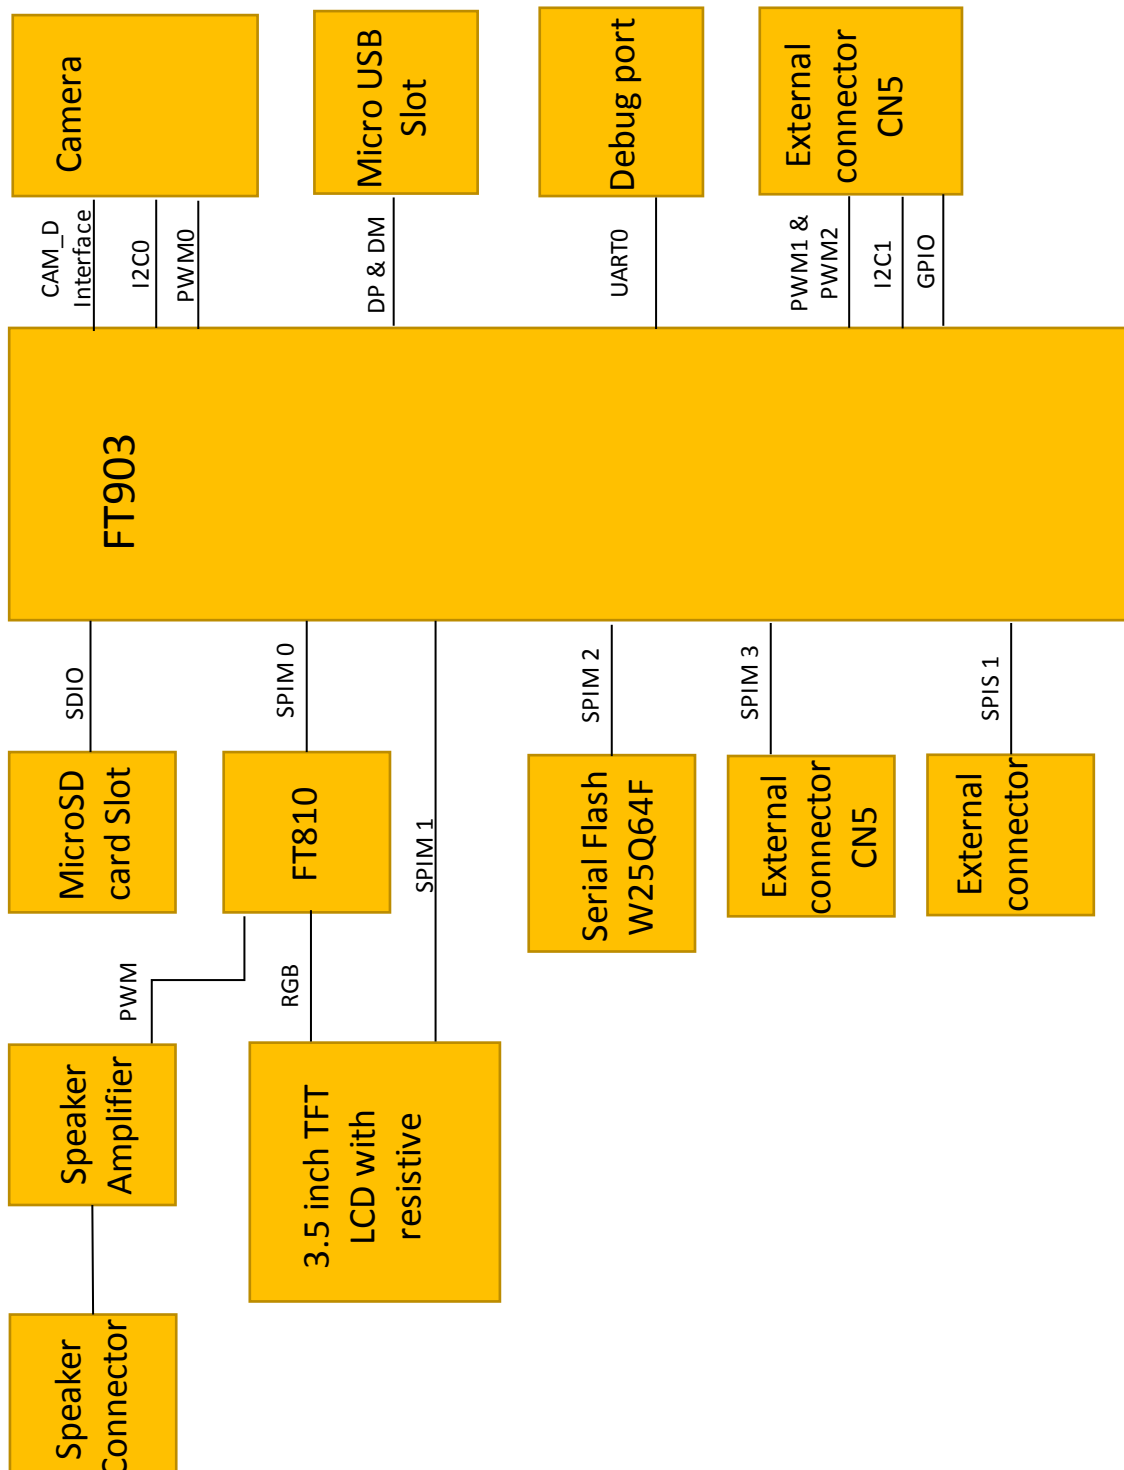 Camera
Micro USB
Slot
Debug port
External
connector
CN5
CAM_D
Interface
I2C0
PWM0
DP & DM
UART0
PWM1 &
PWM2
I2C1
GPIO
FT903
SDIO
SPIM 0
SPIM 1
SPIM 2
SPIM 3
SPIS 1
MicroSD
card Slot
FT810
Serial Flash
W25Q64F
External
connector
CN5
External
connector
PWM
RGB
Speaker
Amplifier
3.5 inch TFT
LCD with
resistive
Speaker
Connector